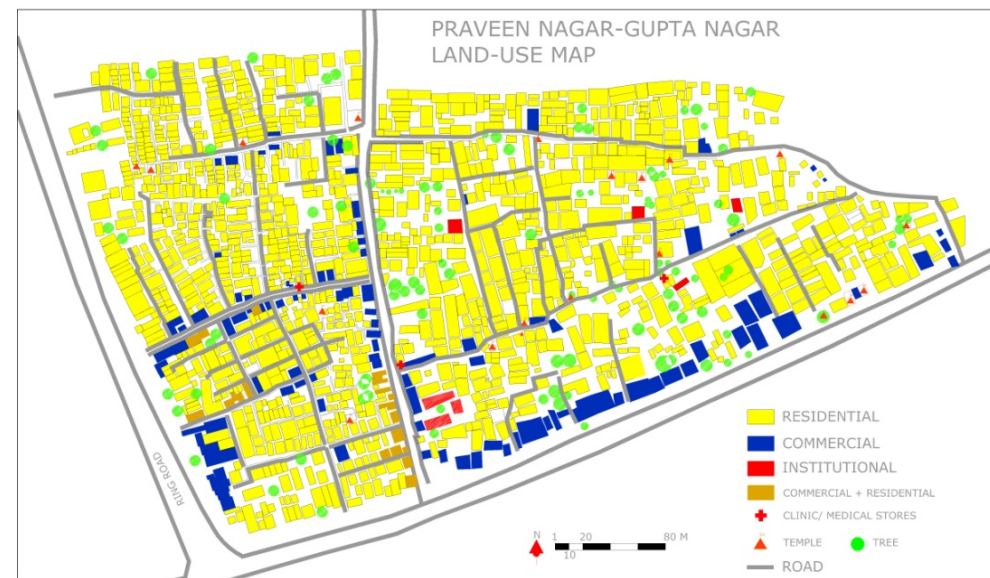 PRAVEEN NAGAR-GUPTA NAGAR
LAND-USE MAP
RING ROAD
RESIDENTIAL
COMMERCIAL
INSTITUTIONAL
COMMERCIAL + RESIDENTIAL
CLINIC/ MEDICAL STORES
TEMPLE TREE
ROAD
N 1 20 80 M
10